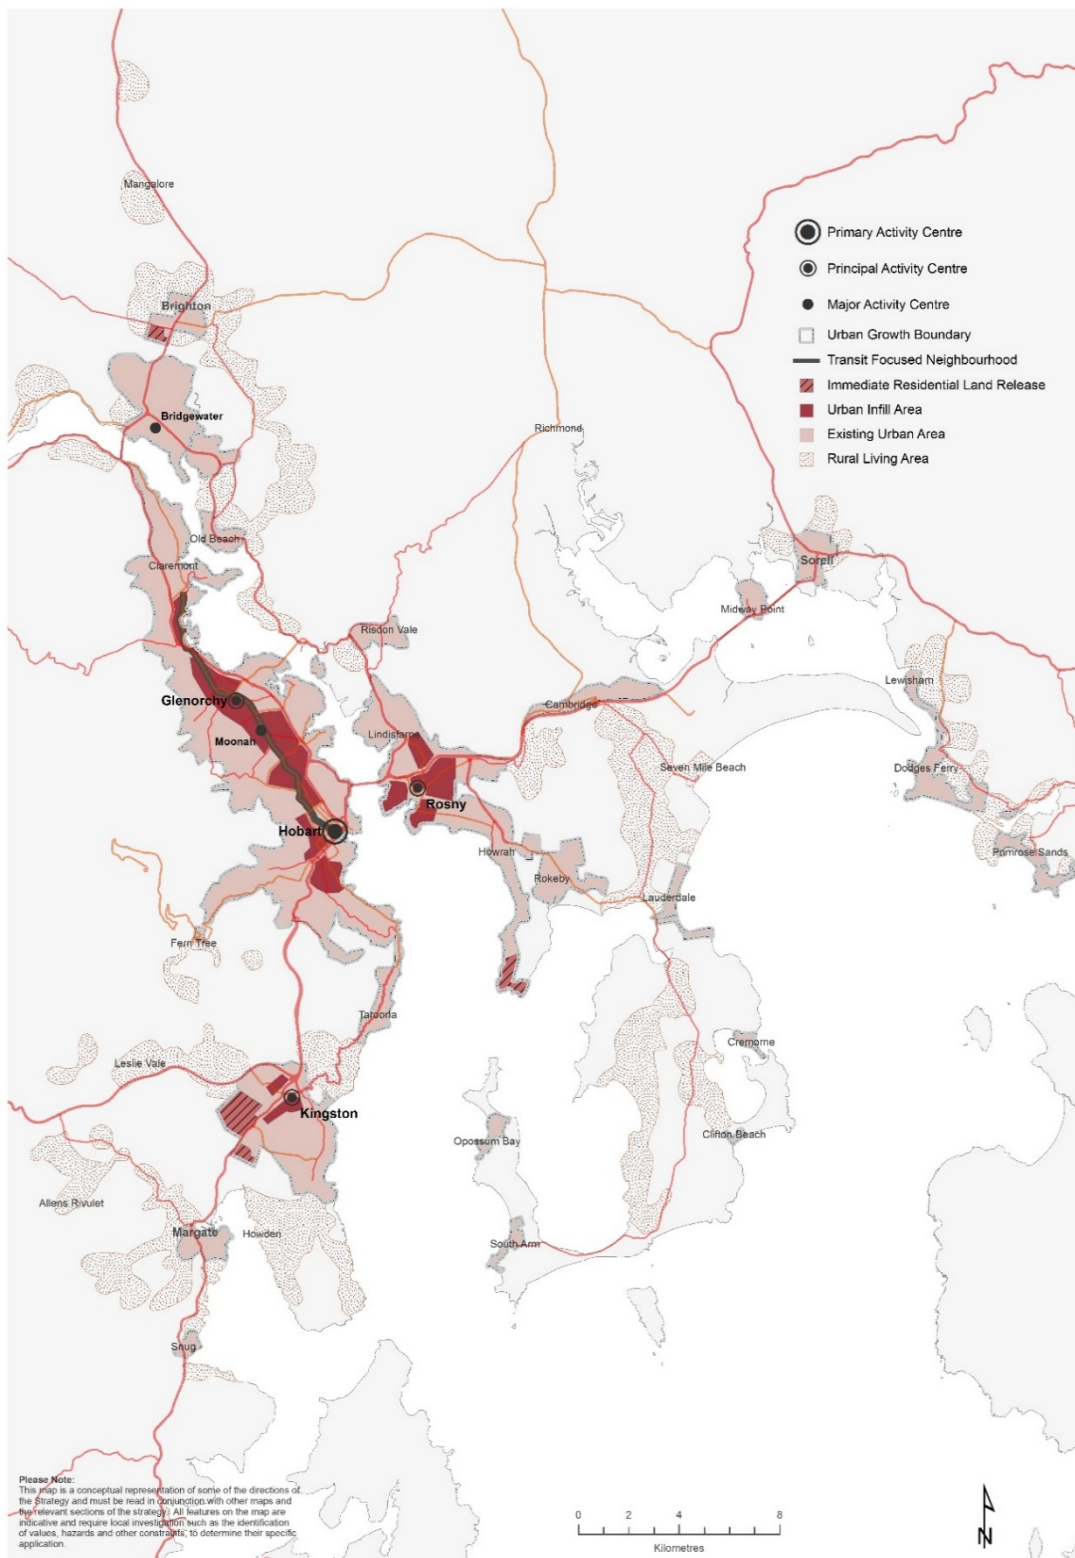 Mangalore
Primary Activity Centre
Principal Activity Centre
Major Activity Centre
Urban Growth Boundary
Transit Focused Neighbourhood
Immediate Residential Land Release
Urban Infill Area
Existing Urban Area
Rural Living Area
Brighton
Bridgewater
Richmond
Old Beach
Claremont
Sorell
Midway Point
Risdon Vale
Lewisham
Glenorchy
Cambridge
Moonah
Lindisfarne
Seven Mile Beach
Dodges Ferry
Rosny
Hobart
Howrah
Primrose Sands
Rokeby
Lauderdale
Fern Tree
Taroona
Cremorne
Leslie Vale
Kingston
Clifton Beach
Opossum Bay
Allens Rivulet
Margate
Howden
South Arm
Snug
Please Note:
This map is a conceptual representation of some of the directions of
the Strategy and must be read in conjunction with other maps and
the relevant sections of the strategy. All features on the map are
indicative and require local investigation such as the identification
of values, hazards and other constraints, to determine their specific
application.
0 2 4 8
Kilometres
N